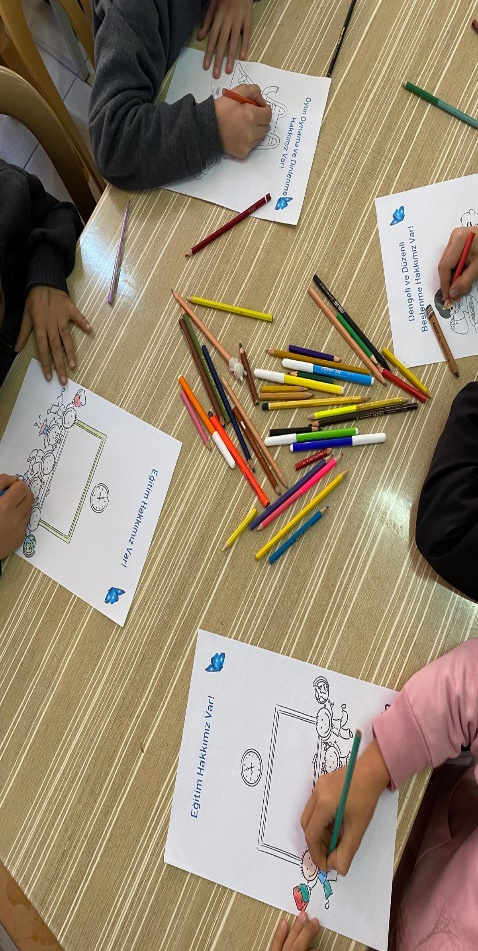 Oyun Oynama ve Dinlenme
Hakkımız Var!
Dengeli ve Düzenli
Beslenme Hakkımız Var!
Eğitim Hakkımız Var!
Eğitim Hakkımız Var!